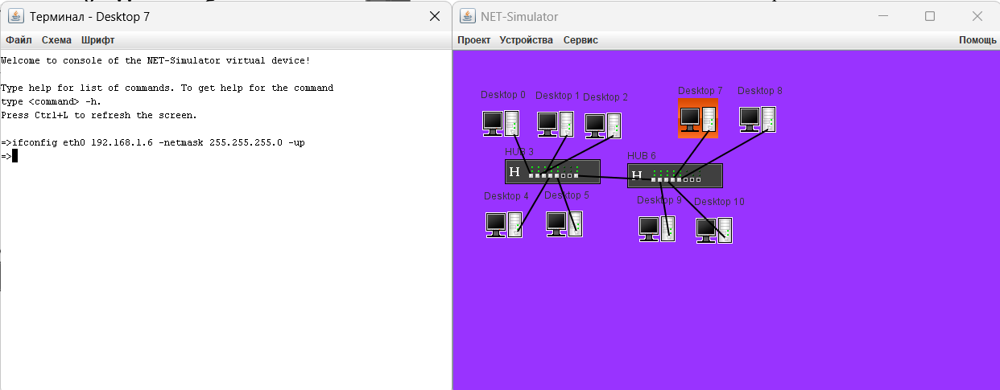 Терминал - Desktop 7
Файл Схема Шрифт
Welcome to console of the NET-Simulator virtual device!
Type help for list of commands. To get help for the command
type <command> -h.
Press Ctrl+L to refresh the screen.
=>ifconfig eth0 192.168.1.6 -netmask 255.255.255.0 -up
=>
NET-Simulator
Проект Устройства Сервис Помощь
Desktop 0 Desktop 1 Desktop 2 Desktop 7 Desktop 8
HUB 3 HUB 6
H H
Desktop 4 Desktop 5 Desktop 9 Desktop 10